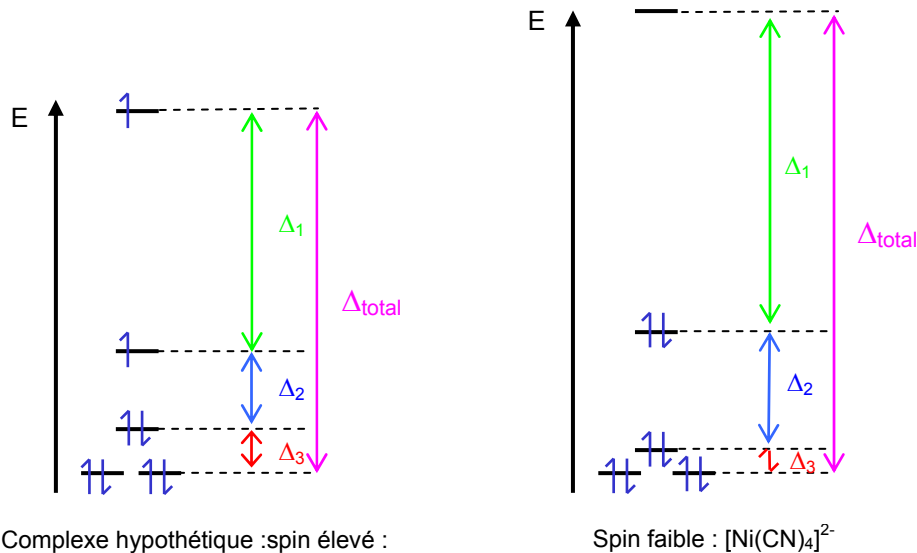 E
Δ1
Δtotal
Δ2
Δ3
Complexe hypothétique :spin élevé :
E
Δ1
Δtotal
Δ2
Δ3
Spin faible : [Ni(CN)4]2-